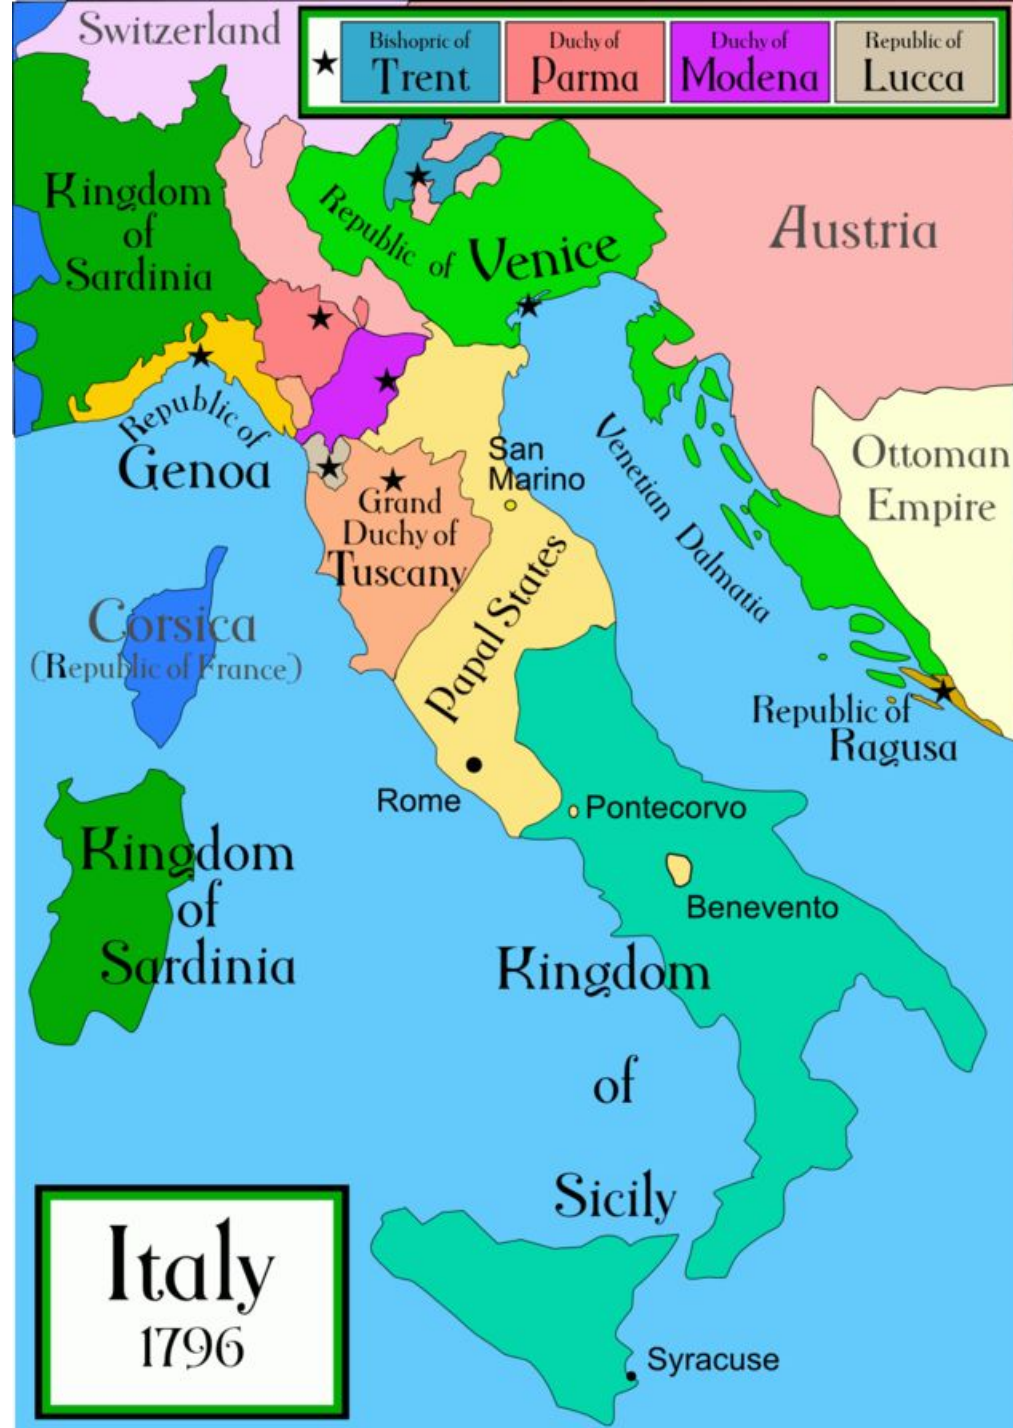 Switzerland
Bishopric of
Trent
Duchy of
Parma
Duchy of
Modena
Republic of
Lucca
Kingdom
of
Sardinia
Republic of Venice
Austria
Republic of
Genoa
San
Marino
Venetian Dalmatia
Ottoman
Empire
Grand
Duchy of
Tuscany
Papal States
Corsica
(Republic of France)
Republic of
Ragusa
Rome
Pontecorvo
Benevento
Kingdom
of
Sardinia
Kingdom
of
Sicily
Italy
1796
Syracuse